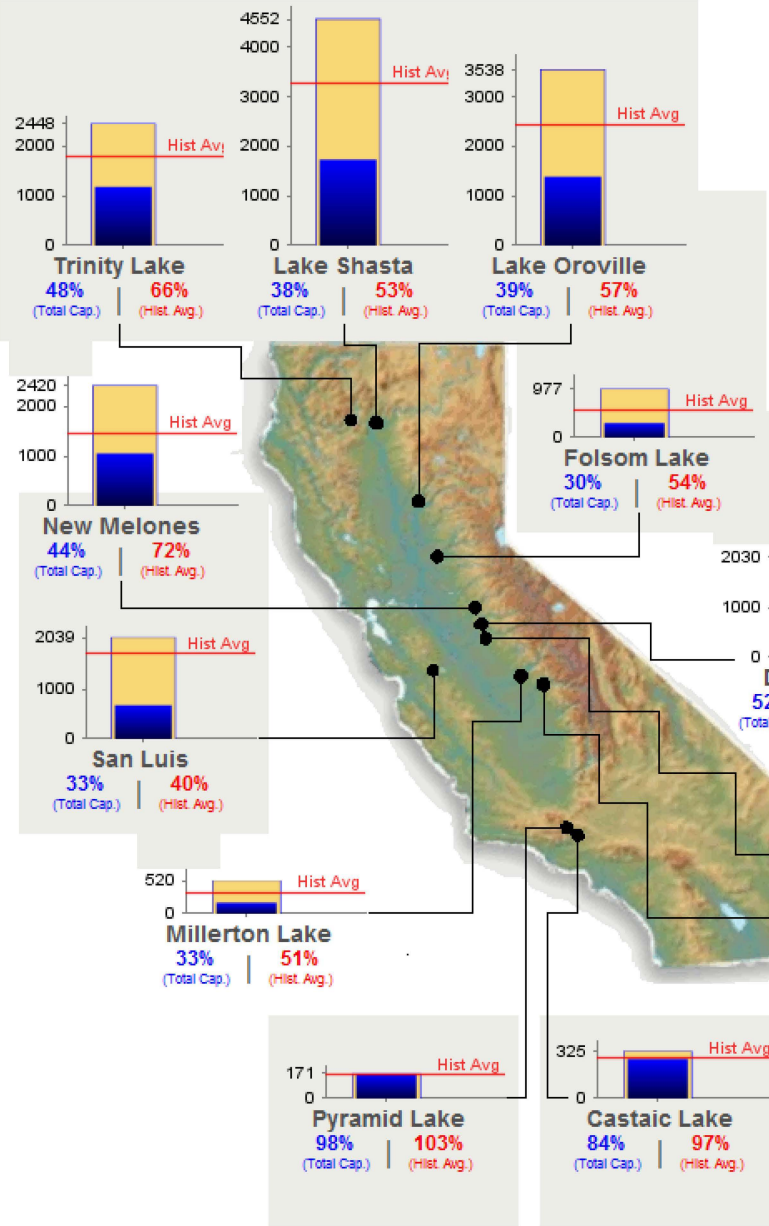 4552
4000
3000
2000
1000
0
Hist Avg
Lake Shasta
38% | 53%
(Total Cap.) (Hist. Avg.)
3538
3000
2000
1000
0
Hist Avg
Lake Oroville
39% | 57%
(Total Cap.) (Hist. Avg.)
2448
2000
1000
0
Hist Avg
Trinity Lake
48% | 66%
(Total Cap.) (Hist. Avg.)
2420
2000
1000
0
Hist Avg
New Melones
44% | 72%
(Total Cap.) (Hist. Avg.)
977
0
Hist Avg
Folsom Lake
30% | 54%
(Total Cap.) (Hist. Avg.)
2030
1000
0
52
(Total
2039
1000
0
Hist Avg
San Luis
33% | 40%
(Total Cap.) (Hist. Avg.)
520
0
Hist Avg
Millerton Lake
33% | 51%
(Total Cap.) (Hist. Avg.)
171
0
Hist Avg
Pyramid Lake
98% | 103%
(Total Cap.) (Hist. Avg.)
325
0
Hist Avg
Castaic Lake
84% | 97%
(Total Cap.) (Hist. Avg.)